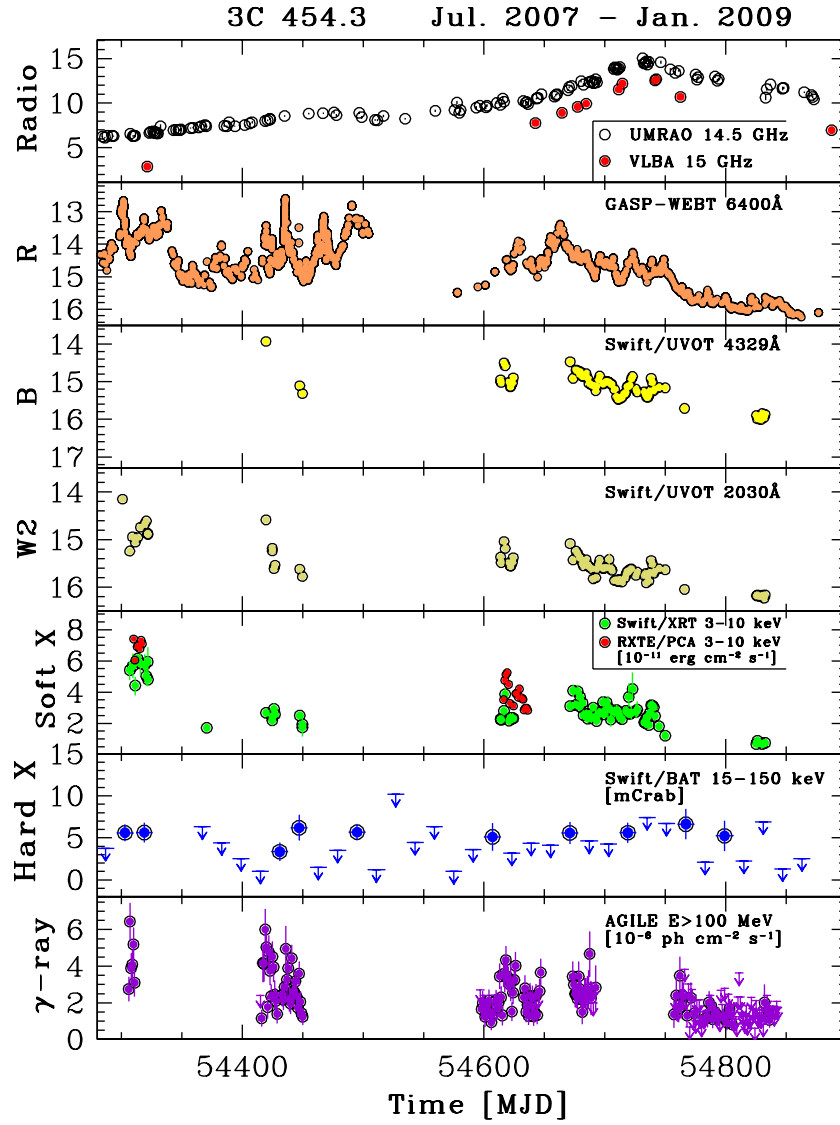 3C 454.3 Jul. 2007 – Jan. 2009
Radio
15
10
5
UMRAO 14.5 GHz
VLBA 15 GHz
R
13
14
15
16
GASP-WEBT 6400Å
B
14
15
16
17
Swift/UVOT 4329Å
W2
14
15
16
Swift/UVOT 2030Å
Soft X
8
6
4
2
Swift/XRT 3-10 keV
RXTE/PCA 3-10 keV
[10⁻¹¹ erg cm⁻² s⁻¹]
Hard X
15
10
5
0
Swift/BAT 15-150 keV
[mCrab]
γ-ray
6
4
2
0
AGILE E>100 MeV
[10⁻⁶ ph cm⁻² s⁻¹]
54400 54600 54800
Time [MJD]